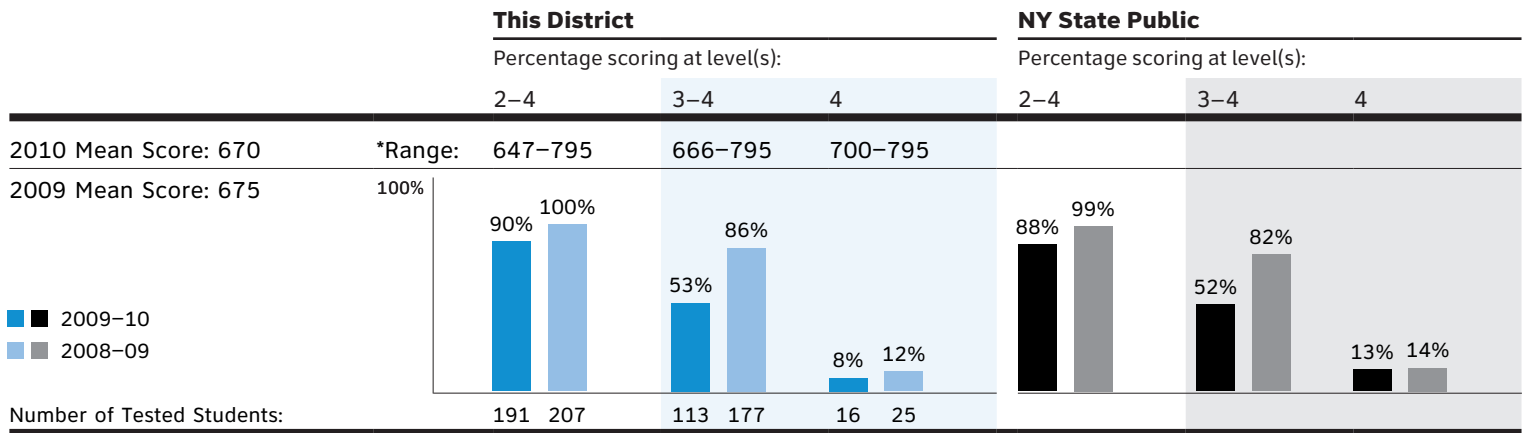 This District NY State Public
Percentage scoring at level(s): Percentage scoring at level(s):
2–4 3–4 4 2–4 3–4 4
2010 Mean Score: 670 *Range: 647–795 666–795 700–795
2009 Mean Score: 675 100%
90% 100% 53% 86% 8% 12% 88% 99% 52% 82% 13% 14%
2009–10
2008–09
Number of Tested Students: 191 207 113 177 16 25